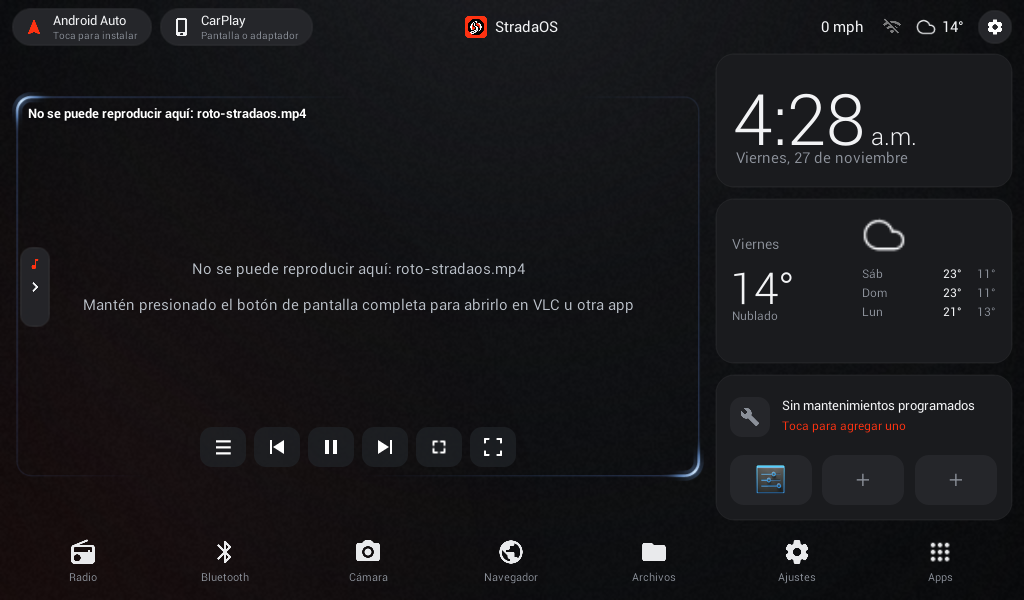 Android Auto
Toca para instalar
CarPlay
Pantalla o adaptador
StradaOS
0 mph
14°
No se puede reproducir aquí: roto-stradaos.mp4
No se puede reproducir aquí: roto-stradaos.mp4
Mantén presionado el botón de pantalla completa para abrirlo en VLC u otra app
4:28 a.m.
Viernes, 27 de noviembre
Viernes
14°
Nublado
Sáb 23° 11°
Dom 23° 11°
Lun 21° 13°
Sin mantenimientos programados
Toca para agregar uno
Radio
Bluetooth
Cámara
Navegador
Archivos
Ajustes
Apps